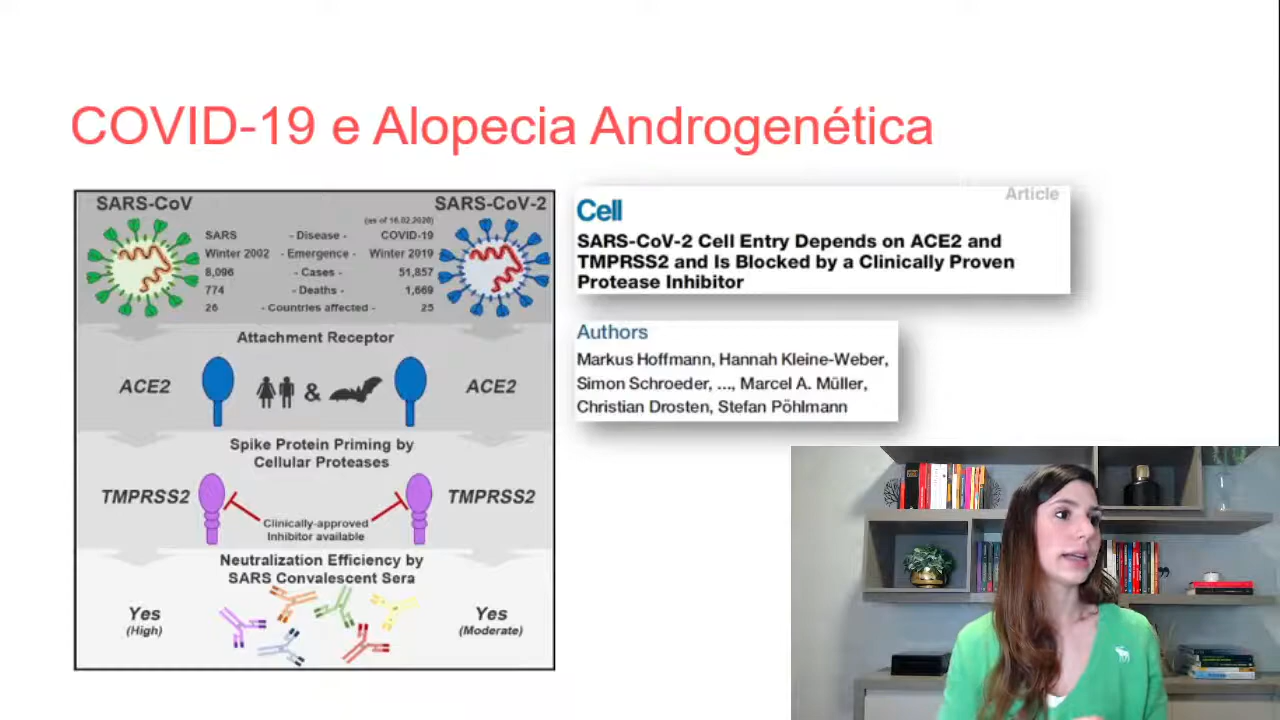 COVID-19 e Alopecia Androgenética
SARS-CoV
SARS-CoV-2
(as of 16.02.2020)
SARS - Disease - COVID-19
Winter 2002 - Emergence - Winter 2019
8,096 - Cases - 51,857
774 - Deaths - 1,669
26 - Countries affected - 25
Attachment Receptor
ACE2 & ACE2
Spike Protein Priming by
Cellular Proteases
TMPRSS2 TMPRSS2
Clinically-approved
Inhibitor available
Neutralization Efficiency by
SARS Convalescent Sera
Yes
(High)
Yes
(Moderate)
Article
Cell
SARS-CoV-2 Cell Entry Depends on ACE2 and
TMPRSS2 and Is Blocked by a Clinically Proven
Protease Inhibitor
Authors
Markus Hoffmann, Hannah Kleine-Weber,
Simon Schroeder, ..., Marcel A. Müller,
Christian Drosten, Stefan Pöhlmann